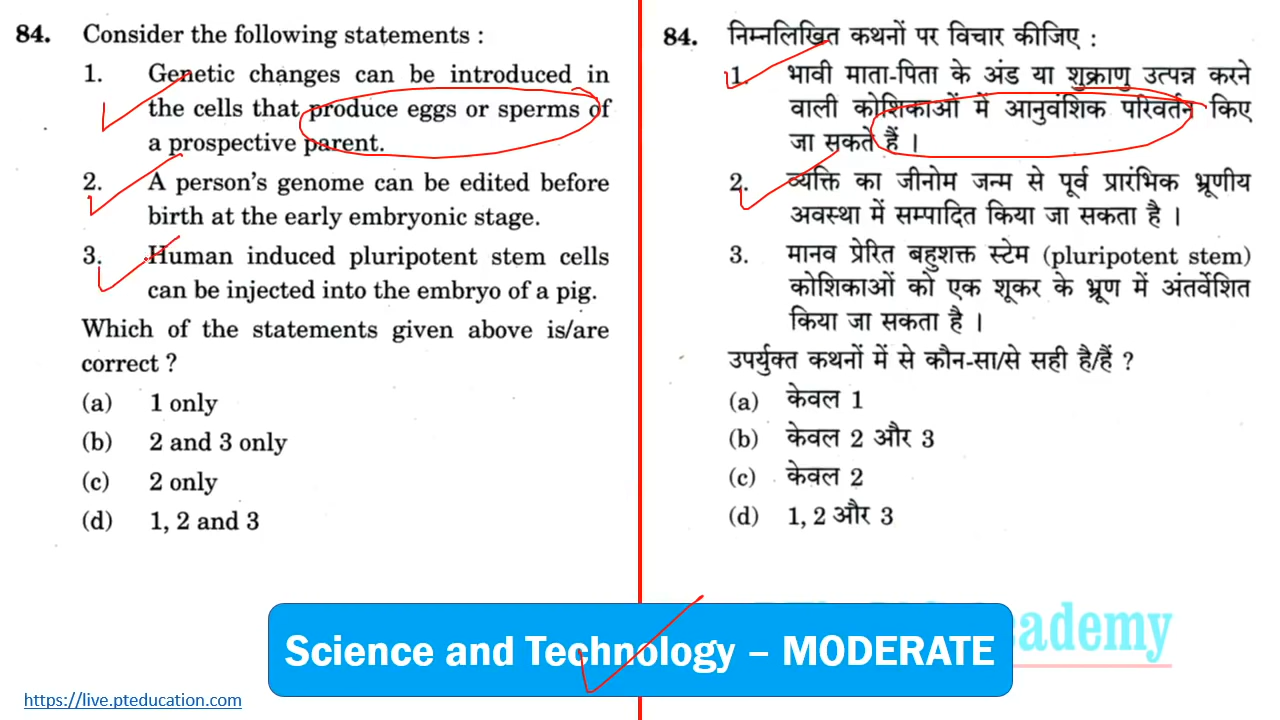 84. Consider the following statements :
1. Genetic changes can be introduced in
the cells that produce eggs or sperms of
a prospective parent.
2. A person's genome can be edited before
birth at the early embryonic stage.
3. Human induced pluripotent stem cells
can be injected into the embryo of a pig.
Which of the statements given above is/are
correct ?
(a) 1 only
(b) 2 and 3 only
(c) 2 only
(d) 1, 2 and 3
84. निम्नलिखित कथनों पर विचार कीजिए :
1. भावी माता-पिता के अंड या शुक्राणु उत्पन्न करने
वाली कोशिकाओं में आनुवंशिक परिवर्तन किए
जा सकते हैं ।
2. व्यक्ति का जीनोम जन्म से पूर्व प्रारंभिक भ्रूणीय
अवस्था में सम्पादित किया जा सकता है ।
3. मानव प्रेरित बहुशक्त स्टेम (pluripotent stem)
कोशिकाओं को एक शूकर के भ्रूण में अंतर्वेशित
किया जा सकता है ।
उपर्युक्त कथनों में से कौन-सा/से सही है/हैं ?
(a) केवल 1
(b) केवल 2 और 3
(c) केवल 2
(d) 1, 2 और 3
Science and Technology – MODERATE
https://live.pteducation.com